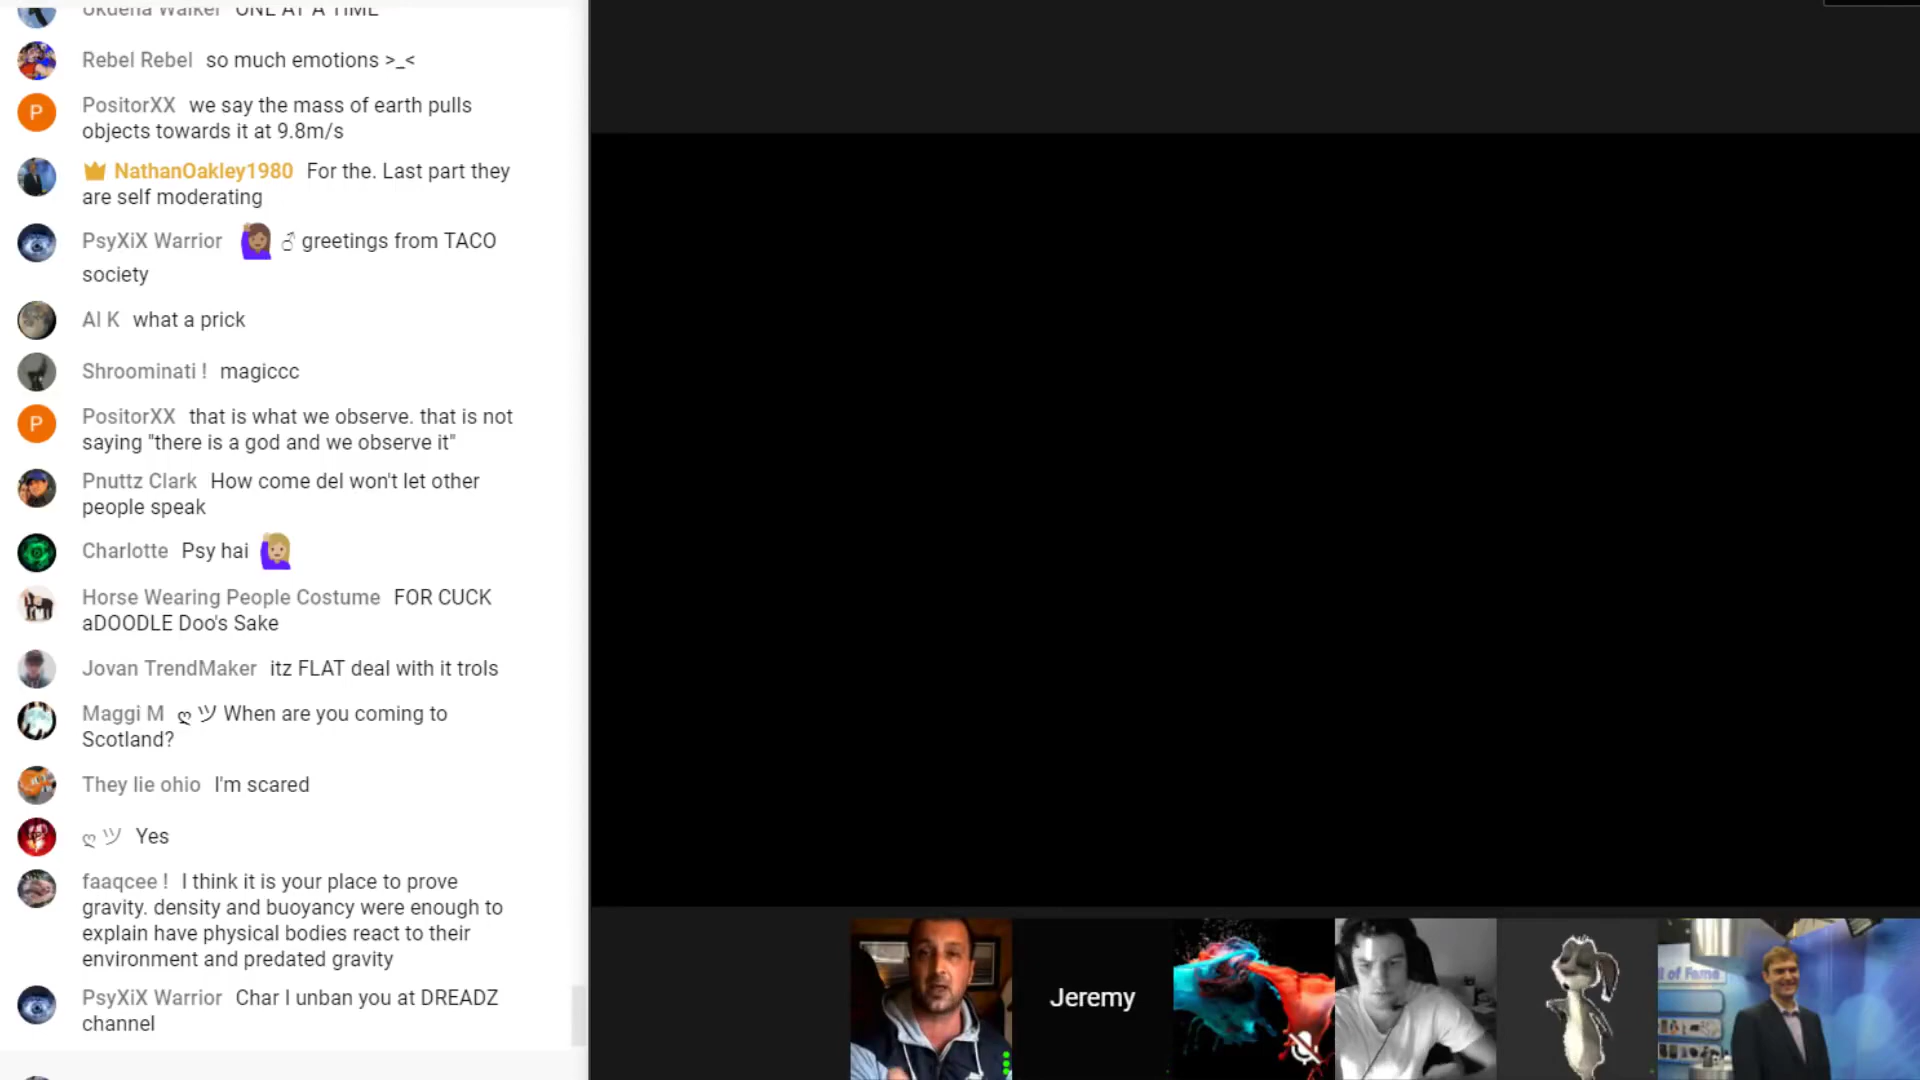 Ukdena Walker ONE AT A TIME
Rebel Rebel so much emotions >_<
PositorXX we say the mass of earth pulls
objects towards it at 9.8m/s
NathanOakley1980 For the. Last part they
are self moderating
PsyXiX Warrior 🙋🏽‍♂ greetings from TACO
society
Al K what a prick
Shroominati ! magiccc
PositorXX that is what we observe. that is not
saying "there is a god and we observe it"
Pnuttz Clark How come del won't let other
people speak
Charlotte Psy hai 🙋🏼
Horse Wearing People Costume FOR CUCK
aDOODLE Doo's Sake
Jovan TrendMaker itz FLAT deal with it trols
Maggi M ღ ツ When are you coming to
Scotland?
They lie ohio I'm scared
ღ ツ Yes
faaqcee ! I think it is your place to prove
gravity. density and buoyancy were enough to
explain have physical bodies react to their
environment and predated gravity
PsyXiX Warrior Char I unban you at DREADZ
channel
P
P
Jeremy
l of Fame